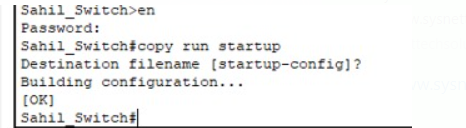 Sahil_Switch>en
Password:
Sahil_Switch#copy run startup
Destination filename [startup-config]?
Building configuration...
[OK]
Sahil_Switch#